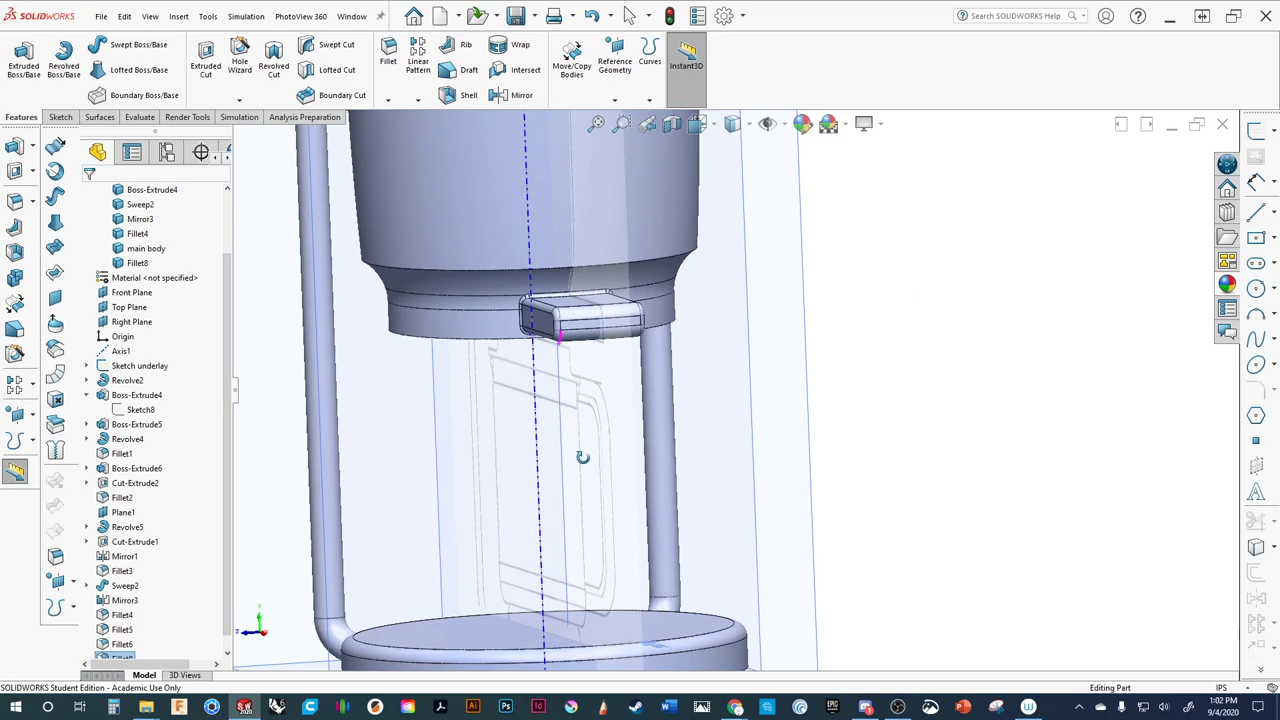 SOLIDWORKS
File Edit View Insert Tools Simulation PhotoView 360 Window
Search SOLIDWORKS Help
Extruded Boss/Base
Revolved Boss/Base
Swept Boss/Base
Lofted Boss/Base
Boundary Boss/Base
Extruded Cut
Hole Wizard
Revolved Cut
Swept Cut
Lofted Cut
Boundary Cut
Fillet
Linear Pattern
Rib
Draft
Shell
Wrap
Intersect
Mirror
Move/Copy Bodies
Reference Geometry
Curves
Instant3D
Features Sketch Surfaces Evaluate Render Tools Simulation Analysis Preparation
Boss-Extrude4
Sweep2
Mirror3
Fillet4
main body
Fillet8
Material <not specified>
Front Plane
Top Plane
Right Plane
Origin
Axis1
Sketch underlay
Revolve2
Boss-Extrude4
Sketch8
Boss-Extrude5
Revolve4
Fillet1
Boss-Extrude6
Cut-Extrude2
Fillet2
Plane1
Revolve5
Cut-Extrude1
Mirror1
Fillet3
Sweep2
Mirror3
Fillet4
Fillet5
Fillet6
Y
Z
Model 3D Views
SOLIDWORKS Student Edition - Academic Use Only
Editing Part
IPS
1:02 PM
9/4/2020